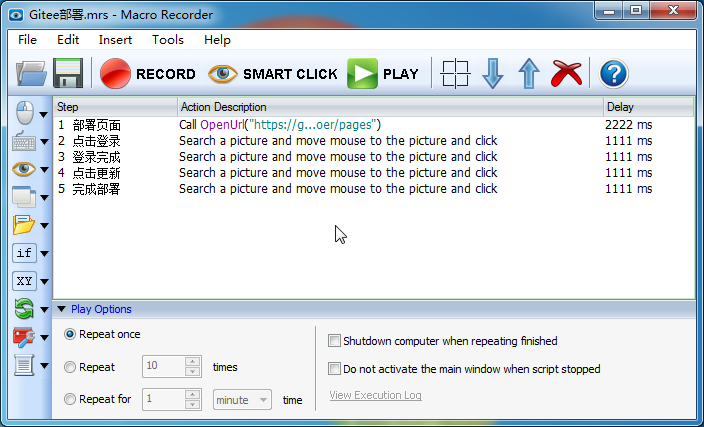 Gitee部署.mrs - Macro Recorder
File Edit Insert Tools Help
RECORD SMART CLICK PLAY ?
Step Action Description Delay
1 部署页面 Call OpenUrl("https://g...oer/pages") 2222 ms
2 点击登录 Search a picture and move mouse to the picture and click 1111 ms
3 登录完成 Search a picture and move mouse to the picture and click 1111 ms
4 点击更新 Search a picture and move mouse to the picture and click 1111 ms
5 完成部署 Search a picture and move mouse to the picture and click 1111 ms
if
XY
Play Options
Repeat once
Shutdown computer when repeating finished
Repeat 10 times
Do not activate the main window when script stopped
Repeat for 1 minute time
View Execution Log